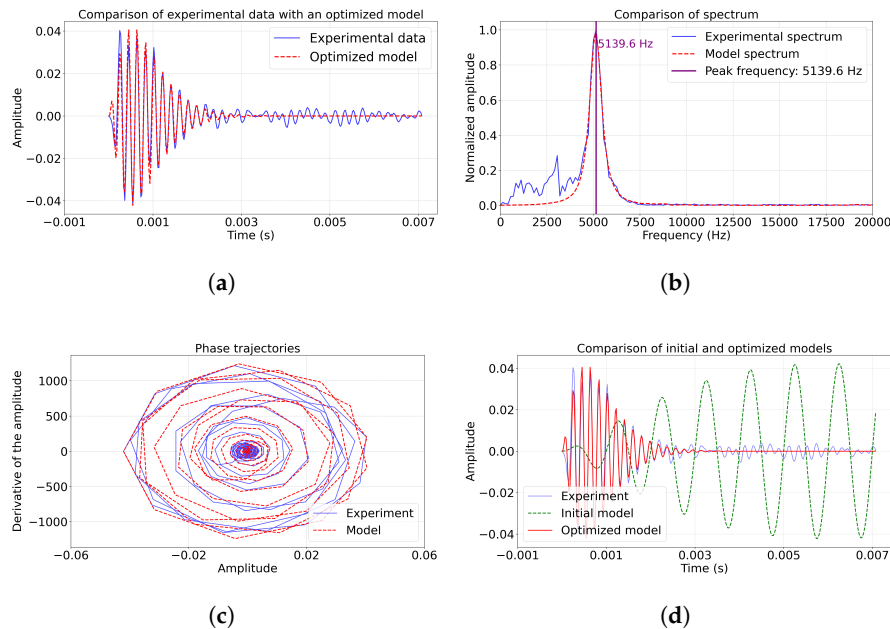 Comparison of experimental data with an optimized model
Amplitude
0.04
0.02
0.00
−0.02
−0.04
Experimental data
Optimized model
−0.001
0.001
0.003
0.005
0.007
Time (s)
(a)
Comparison of spectrum
Normalized amplitude
1.0
0.8
0.6
0.4
0.2
0.0
5139.6 Hz
Experimental spectrum
Model spectrum
Peak frequency: 5139.6 Hz
0
2500
5000
7500
10000
12500
15000
17500
20000
Frequency (Hz)
(b)
Phase trajectories
Derivative of the amplitude
1000
500
0
−500
−1000
Experiment
Model
−0.06
−0.02
0.02
0.06
Amplitude
(c)
Comparison of initial and optimized models
Amplitude
0.04
0.02
0.00
−0.02
−0.04
Experiment
Initial model
Optimized model
−0.001
0.001
0.003
0.005
0.007
Time (s)
(d)